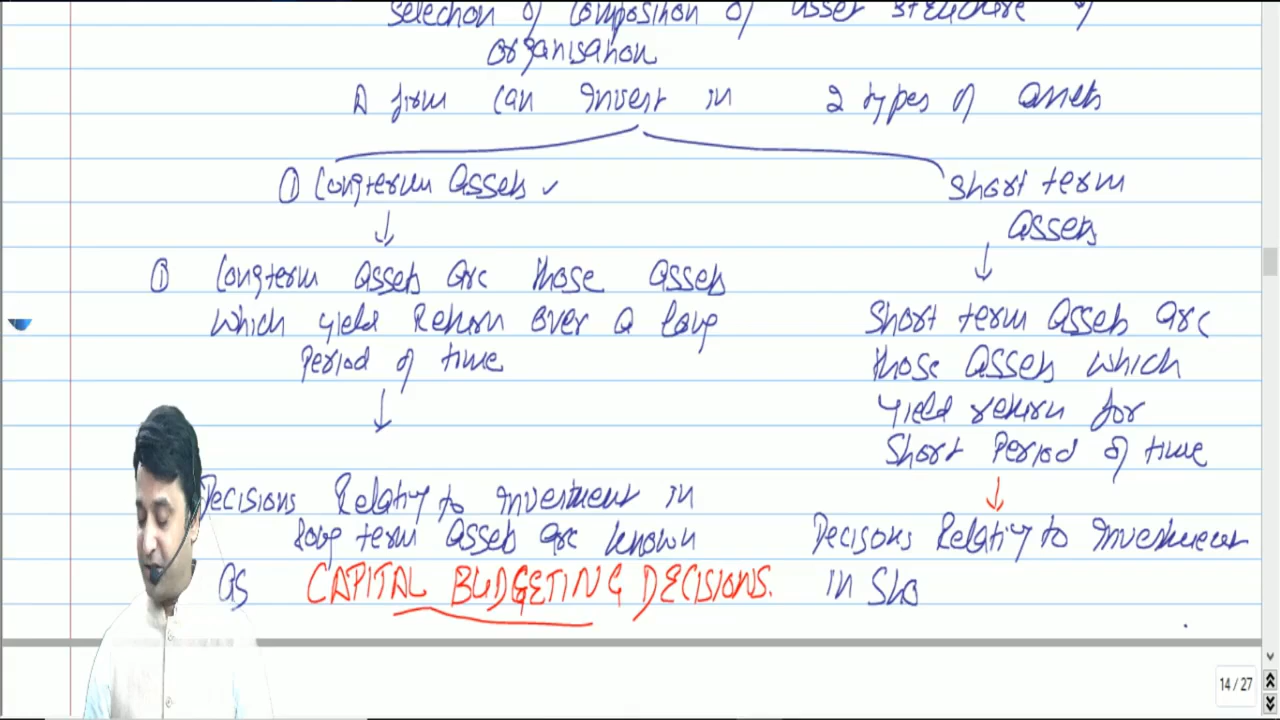 Selection of Composition of Asset Structure of
organisation
A firm can invest in 2 types of assets
① Longterm Assets ✓
Short term
Assets
① Longterm Assets are those assets
which yield Return over a long
Period of time
Short term Assets are
those Assets which
yield return for
Short Period of time
Decisions Relating to Investment in
long term Assets are known
as CAPITAL BUDGETING DECISIONS.
Decisions Relating to Investment
in Sho
14 / 27